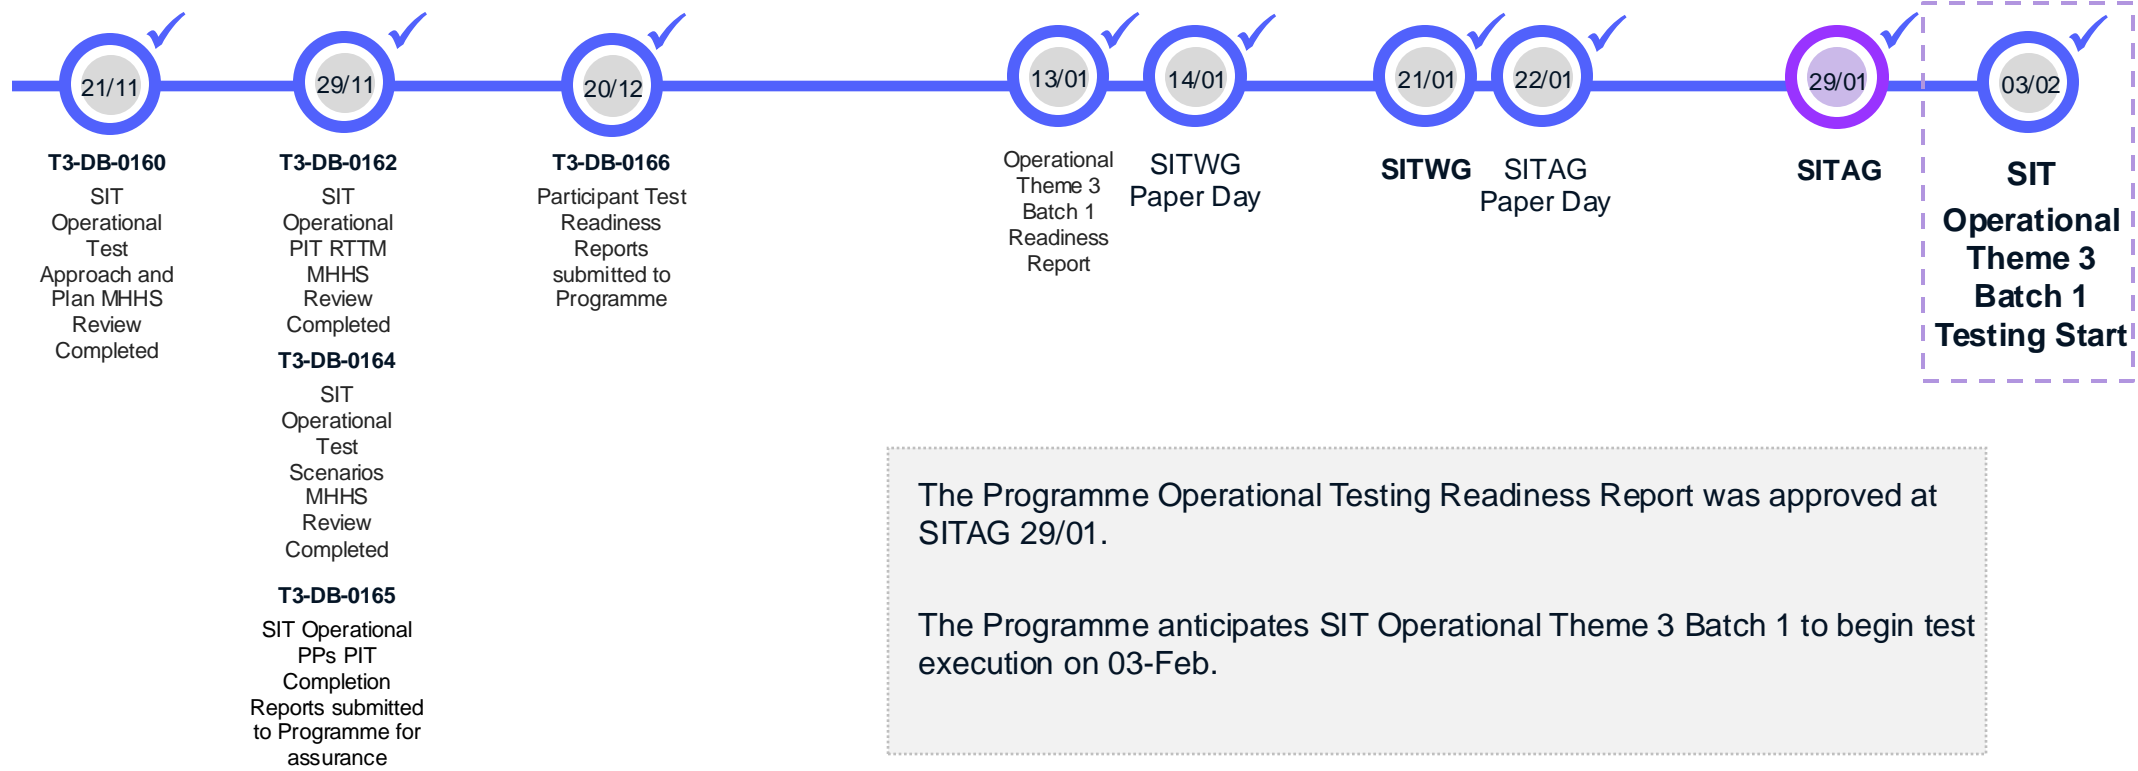 21/11
29/11
20/12
13/01
14/01
21/01
22/01
29/01
03/02
T3-DB-0160
SIT
Operational
Test
Approach and
Plan MHHS
Review
Completed
T3-DB-0162
SIT
Operational
PIT RTTM
MHHS
Review
Completed
T3-DB-0164
SIT
Operational
Test
Scenarios
MHHS
Review
Completed
T3-DB-0165
SIT Operational
PPs PIT
Completion
Reports submitted
to Programme for
assurance
T3-DB-0166
Participant Test
Readiness
Reports
submitted to
Programme
Operational
Theme 3
Batch 1
Readiness
Report
SITWG
Paper Day
SITWG
SITAG
Paper Day
SITAG
SIT
Operational
Theme 3
Batch 1
Testing Start
The Programme Operational Testing Readiness Report was approved at
SITAG 29/01.
The Programme anticipates SIT Operational Theme 3 Batch 1 to begin test
execution on 03-Feb.